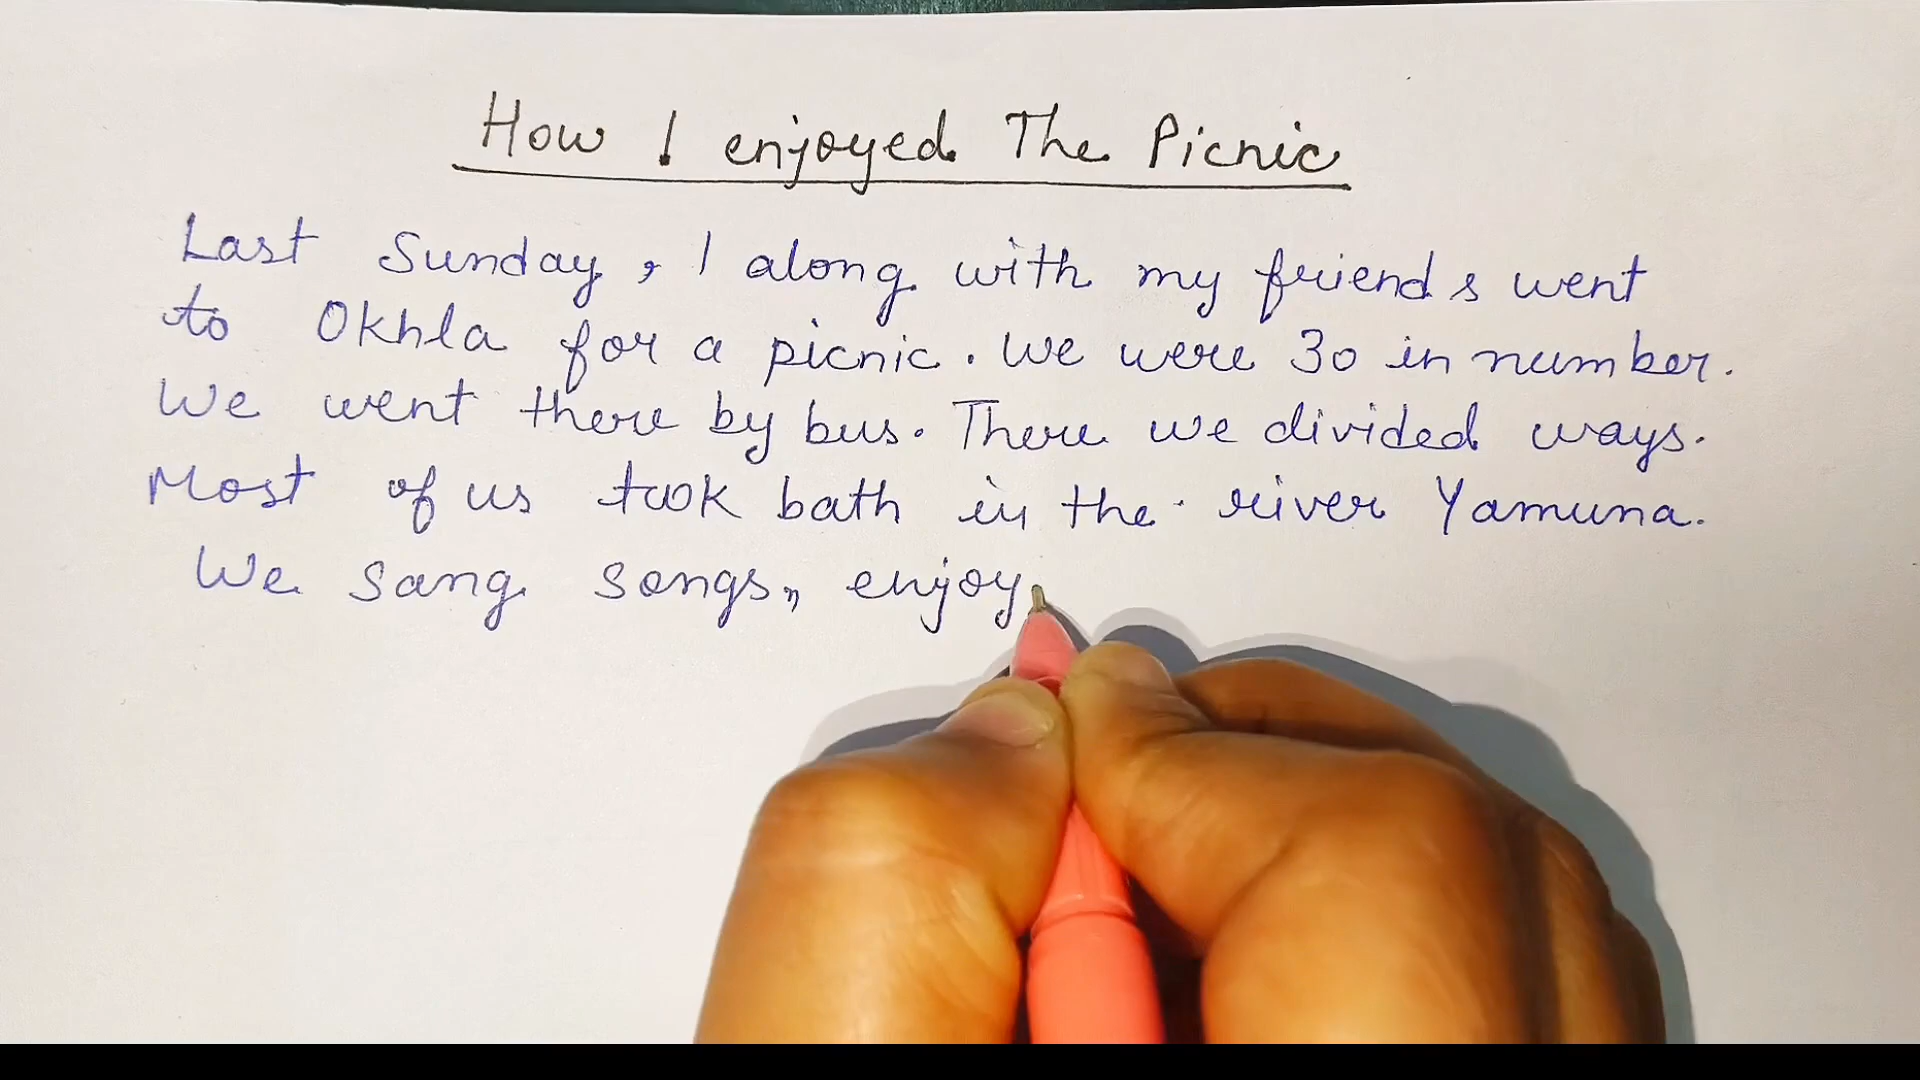 How I enjoyed The Picnic
Last Sunday, I along with my friends went
to Okhla for a picnic. We were 30 in number.
We went there by bus. There we divided ways.
Most of us took bath in the river Yamuna.
We sang songs, enjoy